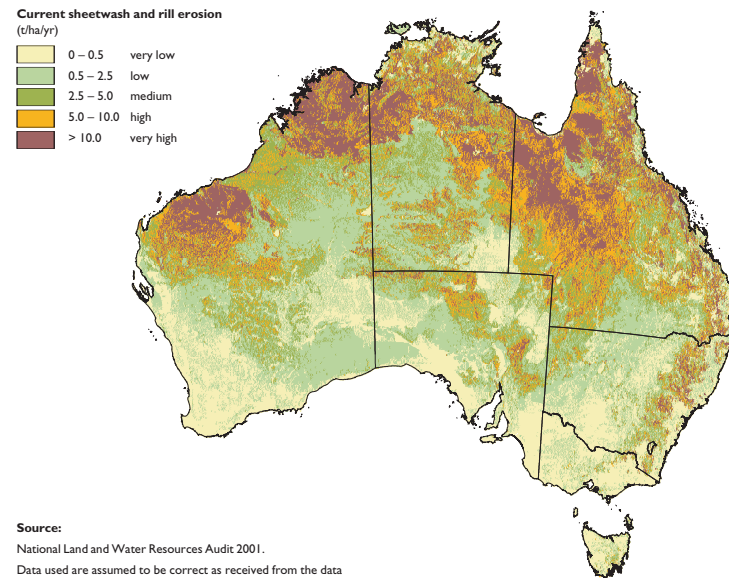 Current sheetwash and rill erosion
(t/ha/yr)
0 – 0.5 very low
0.5 – 2.5 low
2.5 – 5.0 medium
5.0 – 10.0 high
> 10.0 very high
Source:
National Land and Water Resources Audit 2001.
Data used are assumed to be correct as received from the data